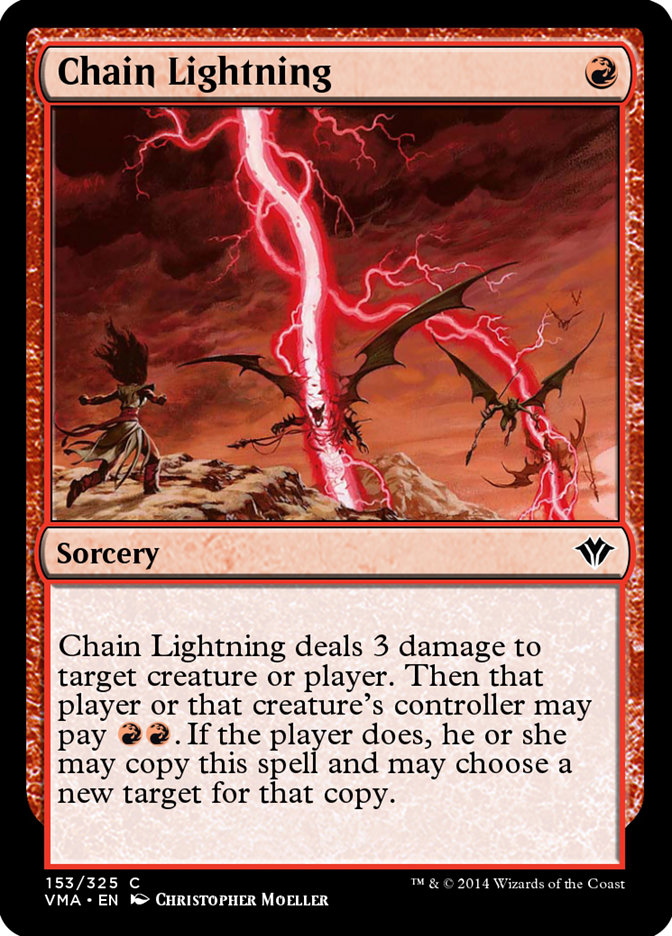 Chain Lightning
Sorcery
Chain Lightning deals 3 damage to
target creature or player. Then that
player or that creature's controller may
pay . If the player does, he or she
may copy this spell and may choose a
new target for that copy.
153/325 C
VMA • EN Christopher Moeller
™ & © 2014 Wizards of the Coast